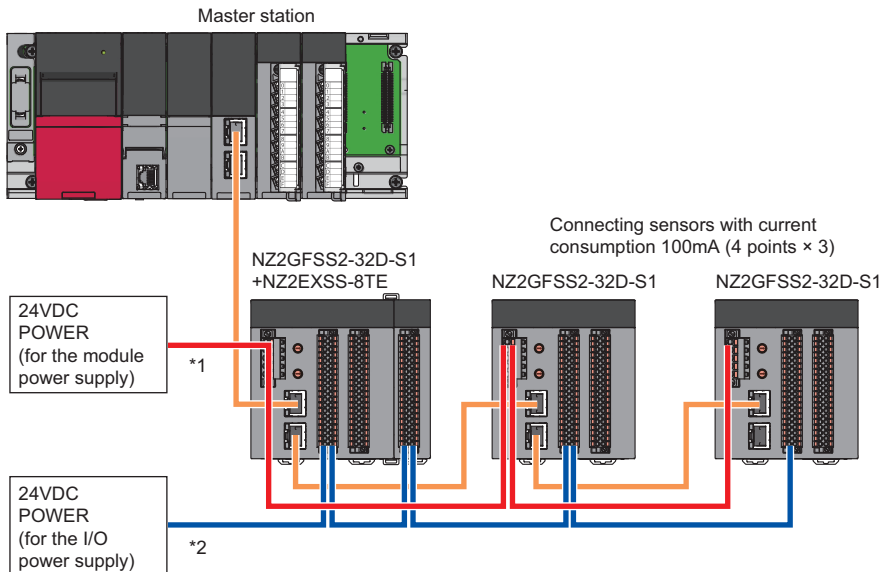 Master station
Connecting sensors with current
consumption 100mA (4 points × 3)
NZ2GFSS2-32D-S1
+NZ2EXSS-8TE
NZ2GFSS2-32D-S1
NZ2GFSS2-32D-S1
24VDC
POWER
(for the module
power supply)
*1
24VDC
POWER
(for the I/O
power supply)
*2